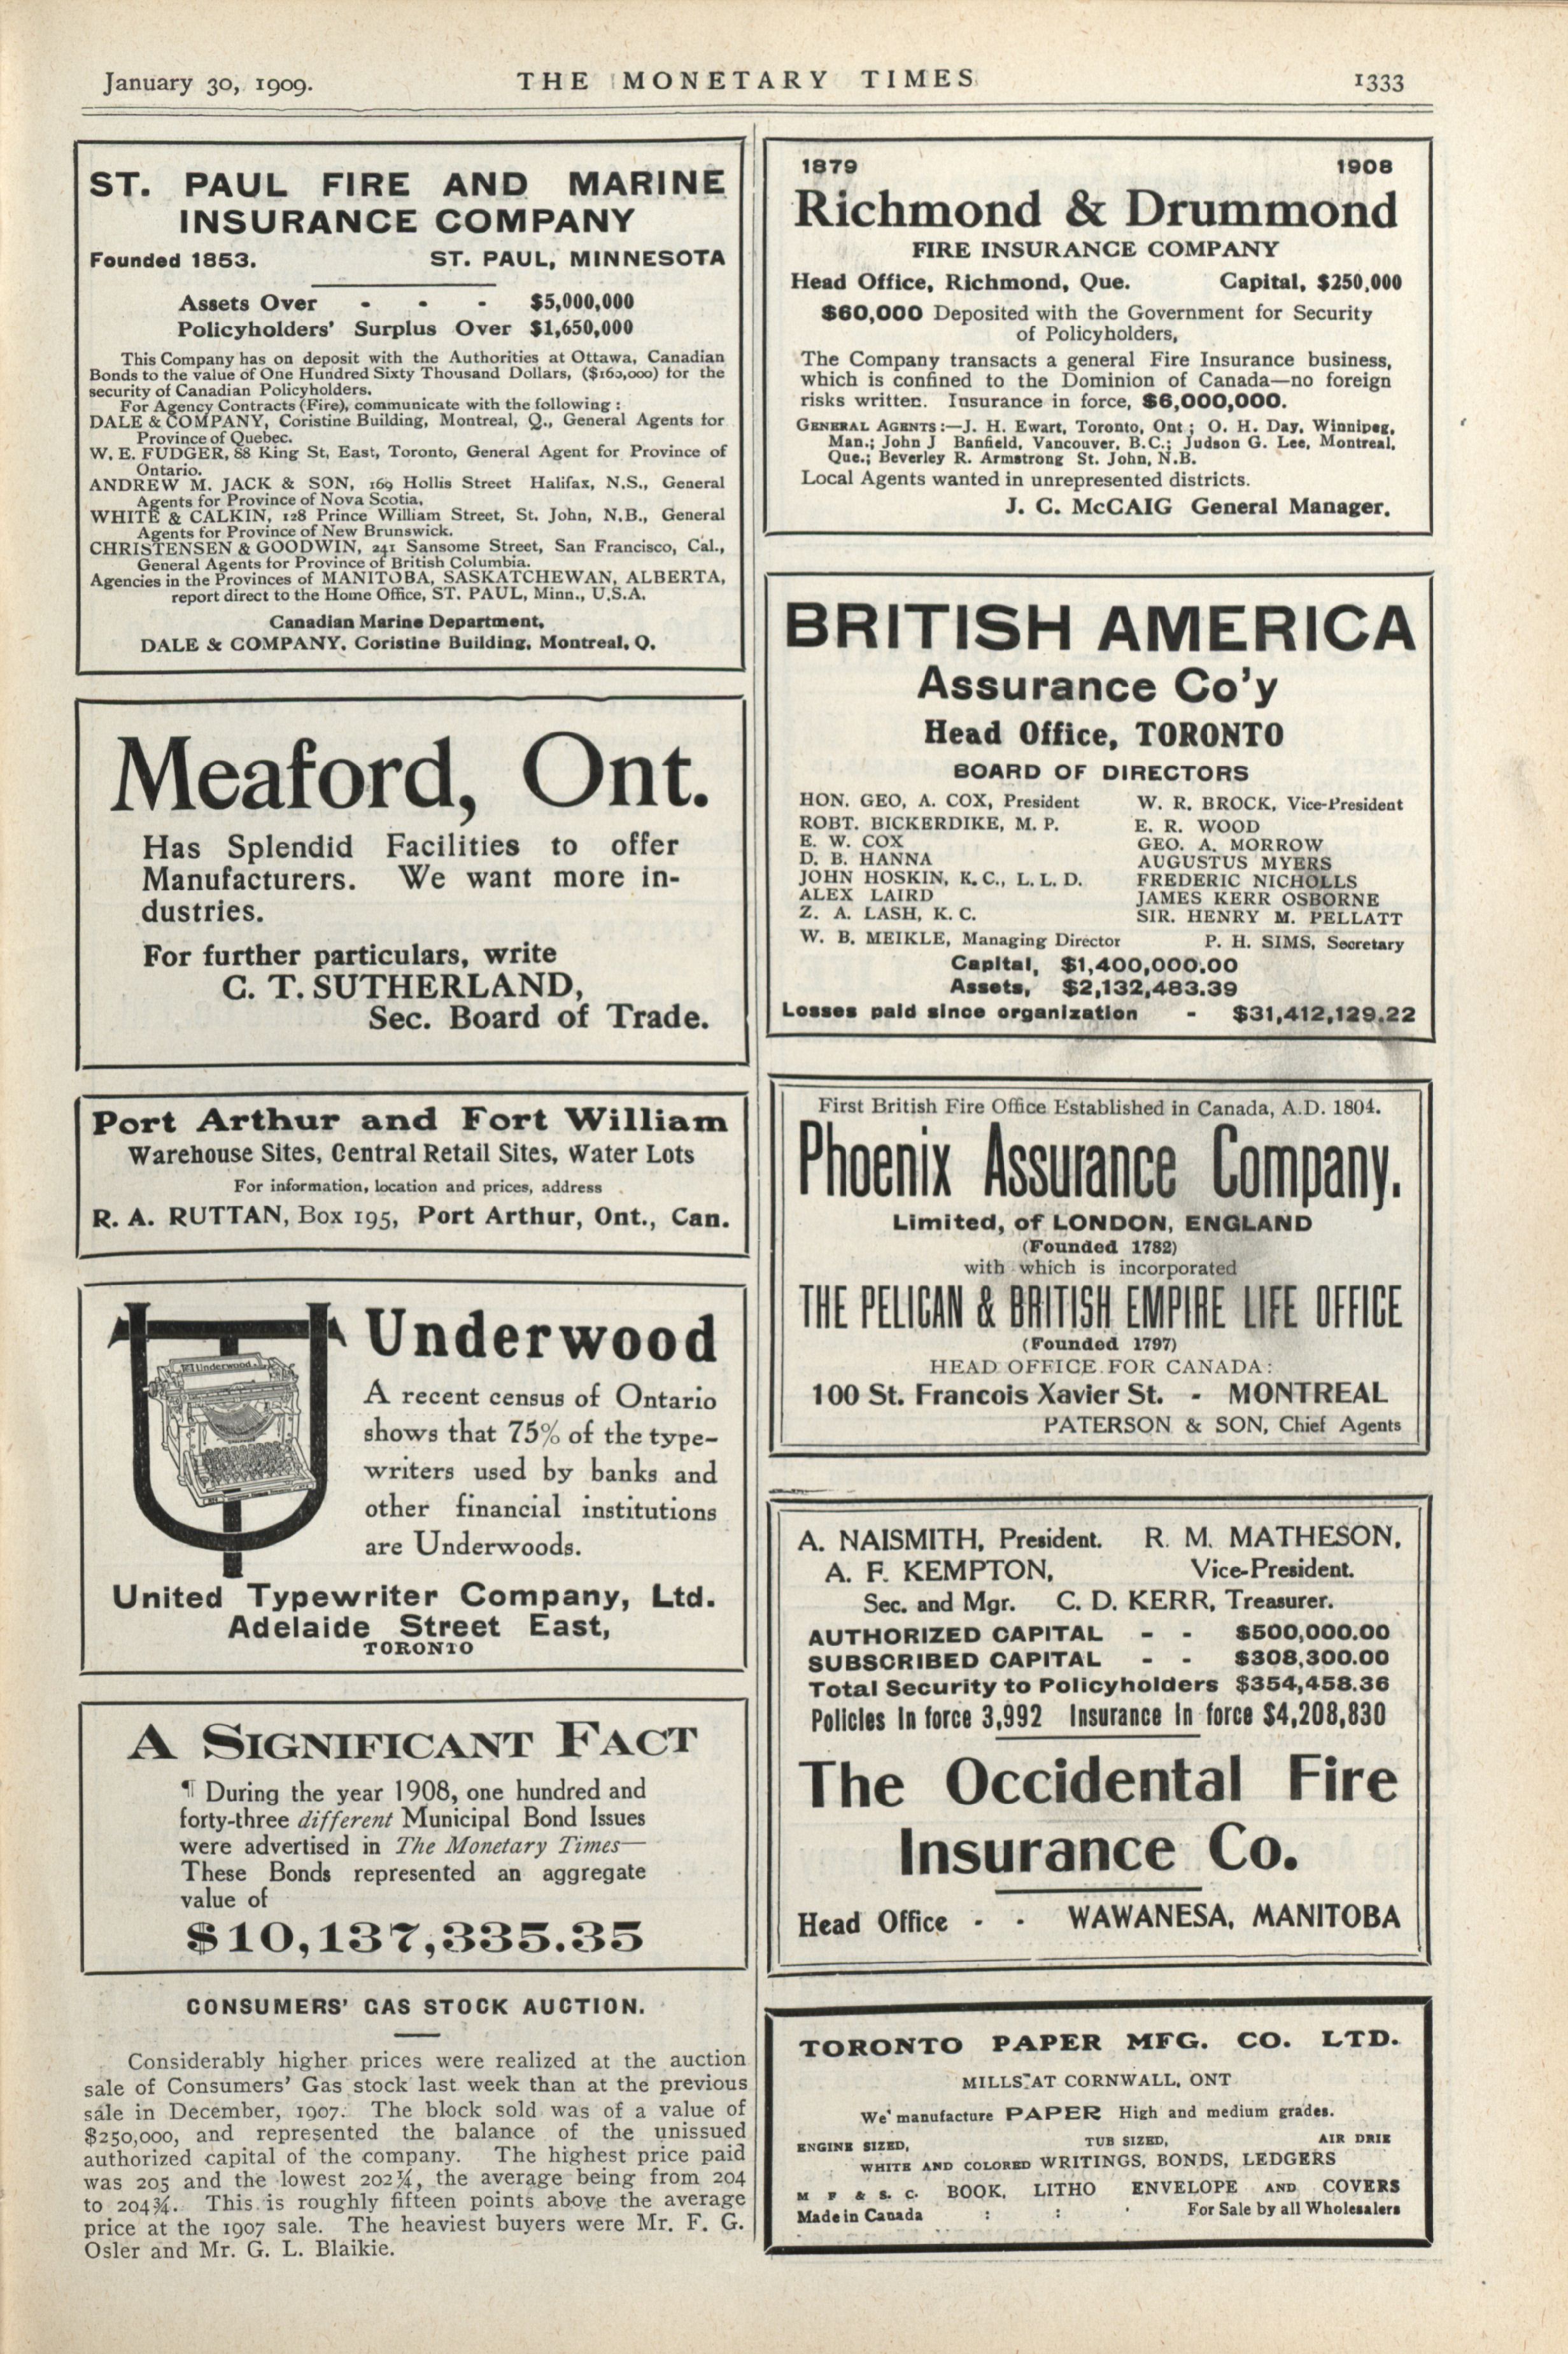 January 30, 1909.
THE MONETARY TIMES
1333
ST. PAUL FIRE AND MARINE
INSURANCE COMPANY
Founded 1853. ST. PAUL, MINNESOTA
Assets Over - - - $5,000,000
Policyholders' Surplus Over $1,650,000
This Company has on deposit with the Authorities at Ottawa, Canadian
Bonds to the value of One Hundred Sixty Thousand Dollars, ($160,000) for the
security of Canadian Policyholders.
For Agency Contracts (Fire), communicate with the following :
DALE & COMPANY, Coristine Building, Montreal, Q., General Agents for
Province of Quebec.
W. E. FUDGER, 88 King St, East, Toronto, General Agent for Province of
Ontario.
ANDREW M. JACK & SON, 169 Hollis Street Halifax, N.S., General
Agents for Province of Nova Scotia.
WHITE & CALKIN, 128 Prince William Street, St. John, N.B., General
Agents for Province of New Brunswick.
CHRISTENSEN & GOODWIN, 241 Sansome Street, San Francisco, Cal.,
General Agents for Province of British Columbia.
Agencies in the Provinces of MANITOBA, SASKATCHEWAN, ALBERTA,
report direct to the Home Office, ST. PAUL, Minn., U.S.A.
Canadian Marine Department,
DALE & COMPANY, Coristine Building, Montreal, Q.
Meaford, Ont.
Has Splendid Facilities to offer
Manufacturers. We want more in-
dustries.
For further particulars, write
C. T. SUTHERLAND,
Sec. Board of Trade.
Port Arthur and Fort William
Warehouse Sites, Central Retail Sites, Water Lots
For information, location and prices, address
R. A. RUTTAN, Box 195, Port Arthur, Ont., Can.
Underwood
Underwood
A recent census of Ontario
shows that 75% of the type-
writers used by banks and
other financial institutions
are Underwoods.
United Typewriter Company, Ltd.
Adelaide Street East,
TORONTO
A SIGNIFICANT FACT
¶ During the year 1908, one hundred and
forty-three different Municipal Bond Issues
were advertised in The Monetary Times—
These Bonds represented an aggregate
value of
$10,137,335.35
CONSUMERS' GAS STOCK AUCTION.
Considerably higher prices were realized at the auction
sale of Consumers' Gas stock last week than at the previous
sale in December, 1907. The block sold was of a value of
$250,000, and represented the balance of the unissued
authorized capital of the company. The highest price paid
was 205 and the lowest 202¼, the average being from 204
to 204¾. This is roughly fifteen points above the average
price at the 1907 sale. The heaviest buyers were Mr. F. G.
Osler and Mr. G. L. Blaikie.
1879 1908
Richmond & Drummond
FIRE INSURANCE COMPANY
Head Office, Richmond, Que. Capital, $250,000
$60,000 Deposited with the Government for Security
of Policyholders,
The Company transacts a general Fire Insurance business,
which is confined to the Dominion of Canada—no foreign
risks written. Insurance in force, $6,000,000.
GENERAL AGENTS:—J. H. Ewart, Toronto, Ont ; O. H. Day, Winnipeg,
Man.; John J Banfield, Vancouver, B.C.; Judson G. Lee, Montreal,
Que.; Beverley R. Armstrong St. John, N.B.
Local Agents wanted in unrepresented districts.
J. C. McCAIG General Manager.
BRITISH AMERICA
Assurance Co'y
Head Office, TORONTO
BOARD OF DIRECTORS
HON. GEO, A. COX, President W. R. BROCK, Vice-President
ROBT. BICKERDIKE, M. P. E. R. WOOD
E. W. COX GEO. A. MORROW
D. B. HANNA AUGUSTUS MYERS
JOHN HOSKIN, K.C., L.L.D. FREDERIC NICHOLLS
ALEX LAIRD JAMES KERR OSBORNE
Z. A. LASH, K.C. SIR. HENRY M. PELLATT
W. B. MEIKLE, Managing Director P. H. SIMS, Secretary
Capital, $1,400,000.00
Assets, $2,132,483.39
Losses paid since organization - $31,412,129.22
First British Fire Office Established in Canada, A.D. 1804.
Phoenix Assurance Company.
Limited, of LONDON, ENGLAND
(Founded 1782)
with which is incorporated
THE PELICAN & BRITISH EMPIRE LIFE OFFICE
(Founded 1797)
HEAD OFFICE FOR CANADA:
100 St. Francois Xavier St. - MONTREAL
PATERSON & SON, Chief Agents
A. NAISMITH, President. R. M. MATHESON,
A. F. KEMPTON, Vice-President.
Sec. and Mgr. C. D. KERR, Treasurer.
AUTHORIZED CAPITAL - - $500,000.00
SUBSCRIBED CAPITAL - - $308,300.00
Total Security to Policyholders $354,458.36
Policies in force 3,992 Insurance in force $4,208,830
The Occidental Fire
Insurance Co.
Head Office - - WAWANESA, MANITOBA
TORONTO PAPER MFG. CO. LTD.
MILLS AT CORNWALL, ONT
We manufacture PAPER High and medium grades.
ENGINE SIZED, TUB SIZED, AIR DRIE
WHITE AND COLORED WRITINGS, BONDS, LEDGERS
M F & S. C. BOOK, LITHO ENVELOPE AND COVERS
Made in Canada : : For Sale by all Wholesalers